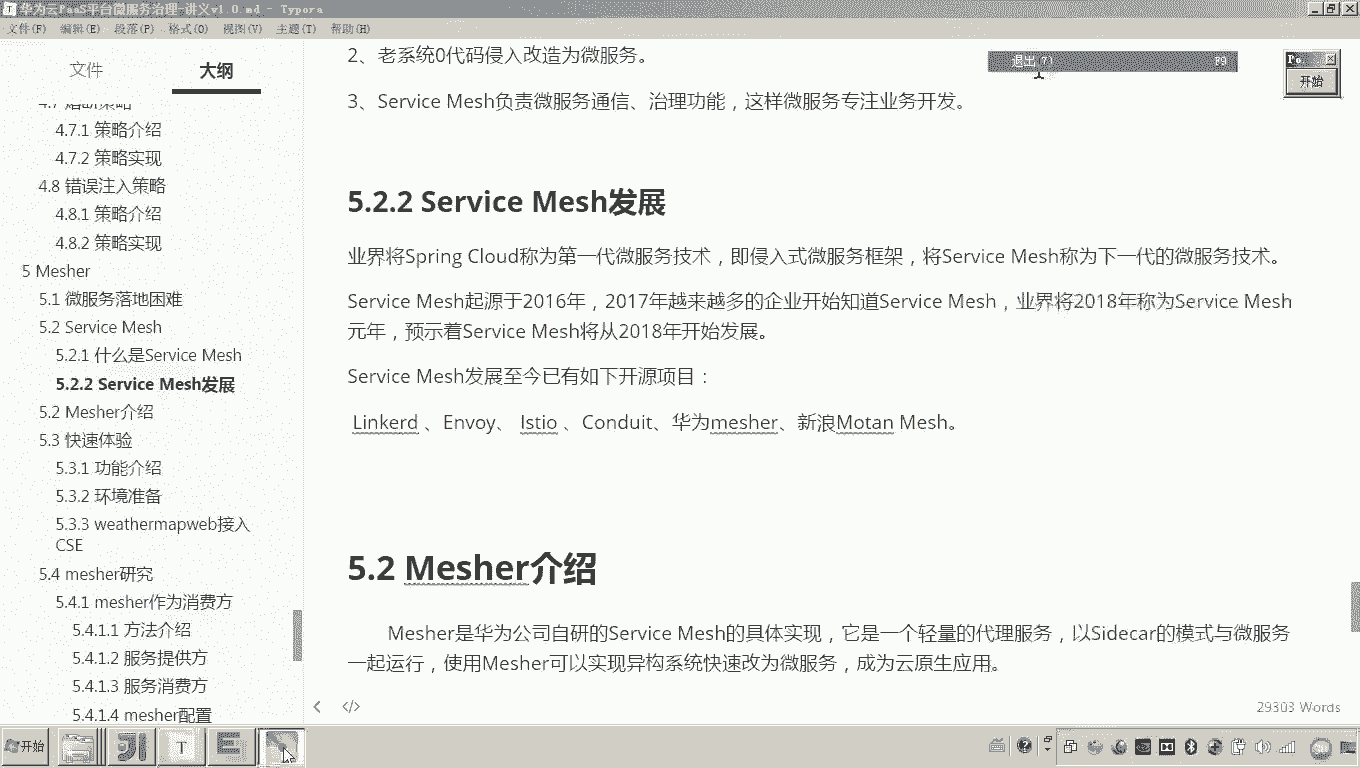 华为云PaaS平台微服务治理-讲义v1.0.md - Typora
文件(F) 编辑(E) 段落(P) 格式(O) 视图(V) 主题(T) 帮助(H)
文件 大纲
4.7 熔断策略
4.7.1 策略介绍
4.7.2 策略实现
4.8 错误注入策略
4.8.1 策略介绍
4.8.2 策略实现
5 Mesher
5.1 微服务落地困难
5.2 Service Mesh
5.2.1 什么是Service Mesh
5.2.2 Service Mesh发展
5.2 Mesher介绍
5.3 快速体验
5.3.1 功能介绍
5.3.2 环境准备
5.3.3 weathermapweb接入
CSE
5.4 mesher研究
5.4.1 mesher作为消费方
5.4.1.1 方法介绍
5.4.1.2 服务提供方
5.4.1.3 服务消费方
5.4.1.4 mesher配置
2、老系统0代码侵入改造为微服务。
3、Service Mesh负责微服务通信、治理功能，这样微服务专注业务开发。
5.2.2 Service Mesh发展
业界将Spring Cloud称为第一代微服务技术，即侵入式微服务框架，将Service Mesh称为下一代的微服务技术。
Service Mesh起源于2016年，2017年越来越多的企业开始知道Service Mesh，业界将2018年称为Service Mesh
元年，预示着Service Mesh将从2018年开始发展。
Service Mesh发展至今已有如下开源项目：
Linkerd 、Envoy、 Istio 、Conduit、华为mesher、新浪Motan Mesh。
5.2 Mesher介绍
Mesher是华为公司自研的Service Mesh的具体实现，它是一个轻量的代理服务，以Sidecar的模式与微服务
一起运行，使用Mesher可以实现异构系统快速改为微服务，成为云原生应用。
29303 Words
退出 F9
Po
开始
开始